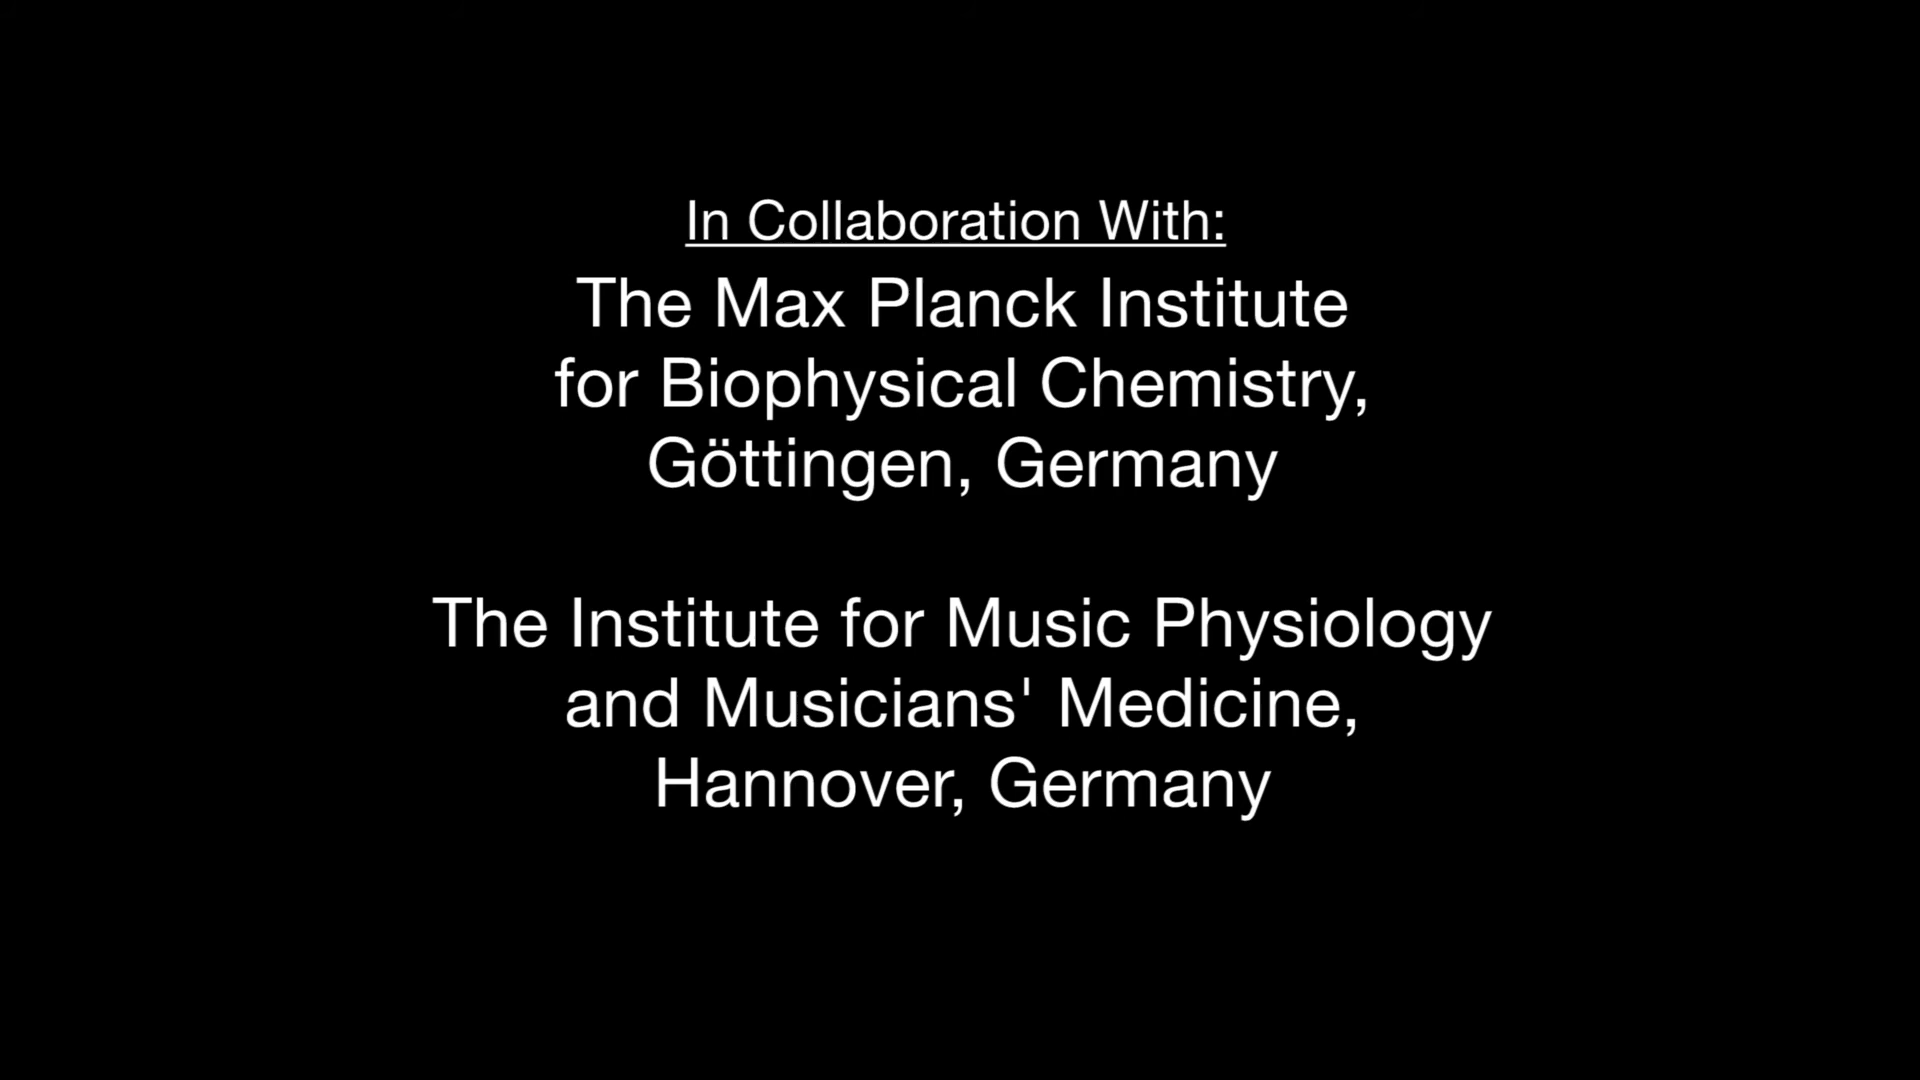 In Collaboration With:
The Max Planck Institute
for Biophysical Chemistry,
Göttingen, Germany
The Institute for Music Physiology
and Musicians' Medicine,
Hannover, Germany